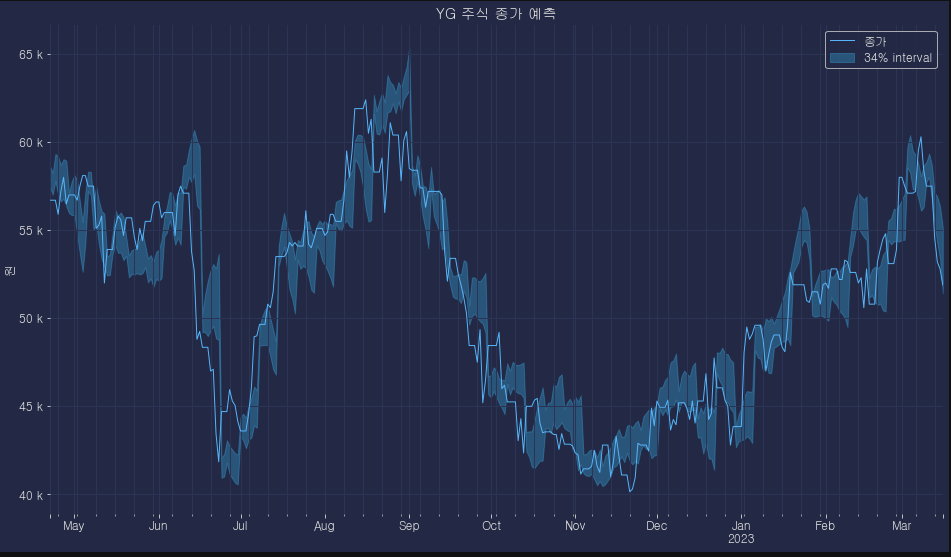 YG 주식 종가 예측
종가
34% interval
65 k
60 k
55 k
50 k
45 k
40 k
원
May Jun Jul Aug Sep Oct Nov Dec Jan Feb Mar
2023